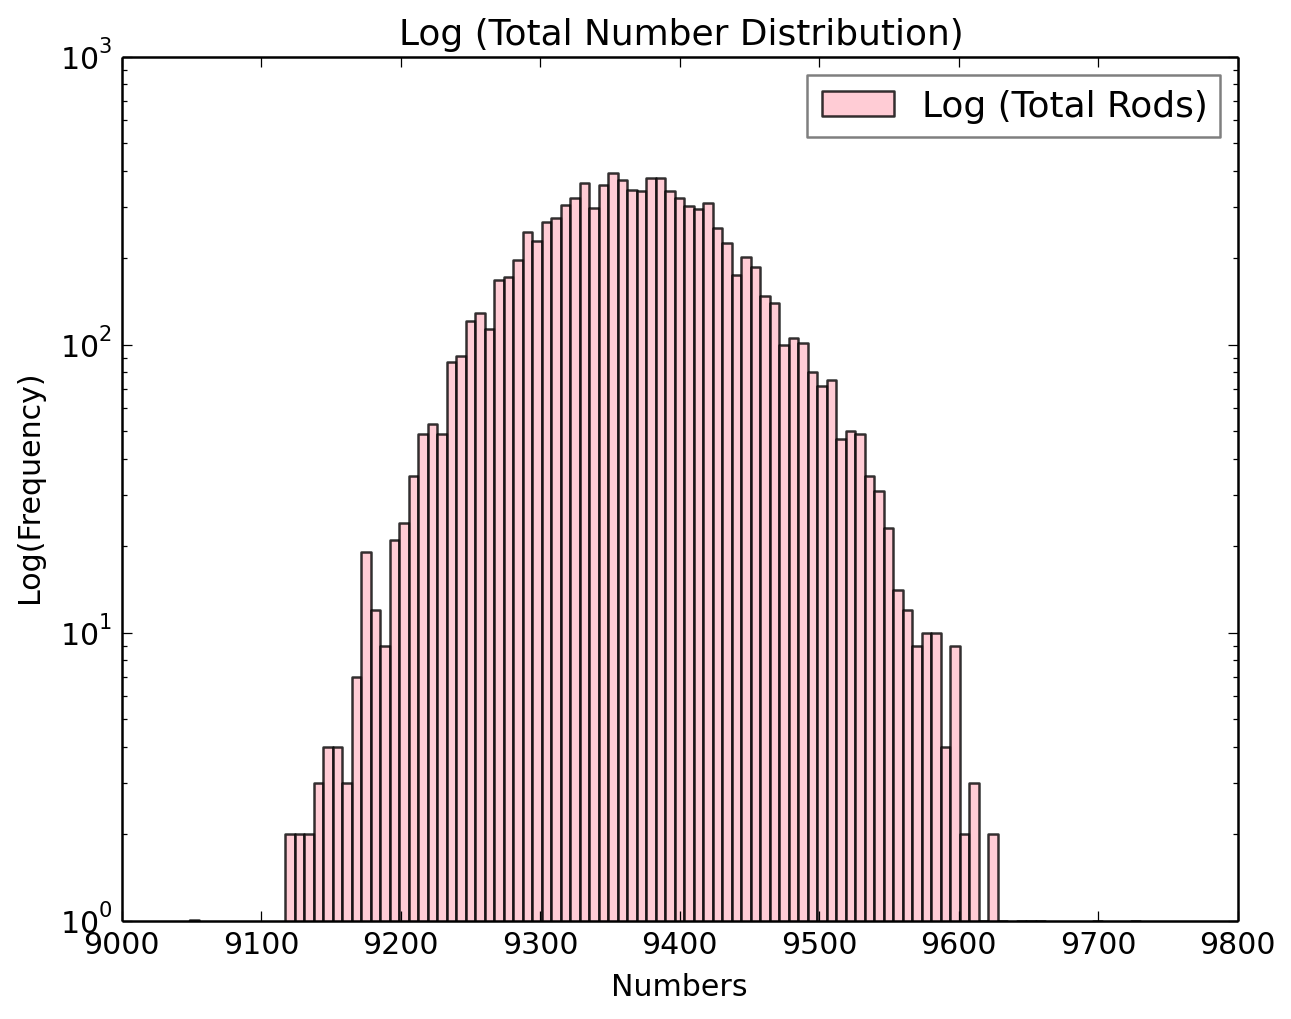 Log (Total Number Distribution)
10³
Log (Total Rods)
10²
Log(Frequency)
10¹
10⁰
9000 9100 9200 9300 9400 9500 9600 9700 9800
Numbers